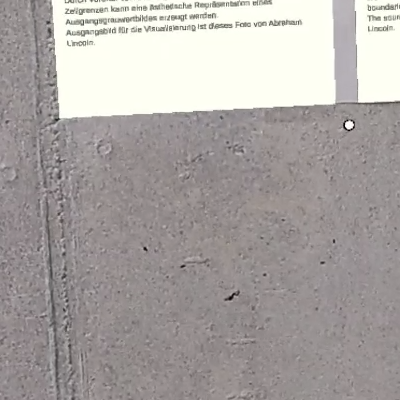 Zellgrenzen kann eine ästhetische Repräsentation eines
Ausgangsgrauwertbildes erzeugt werden.
Ausgangsbild für die Visualisierung ist dieses Foto von Abraham
Lincoln.
boundari
The sour
Lincoln.